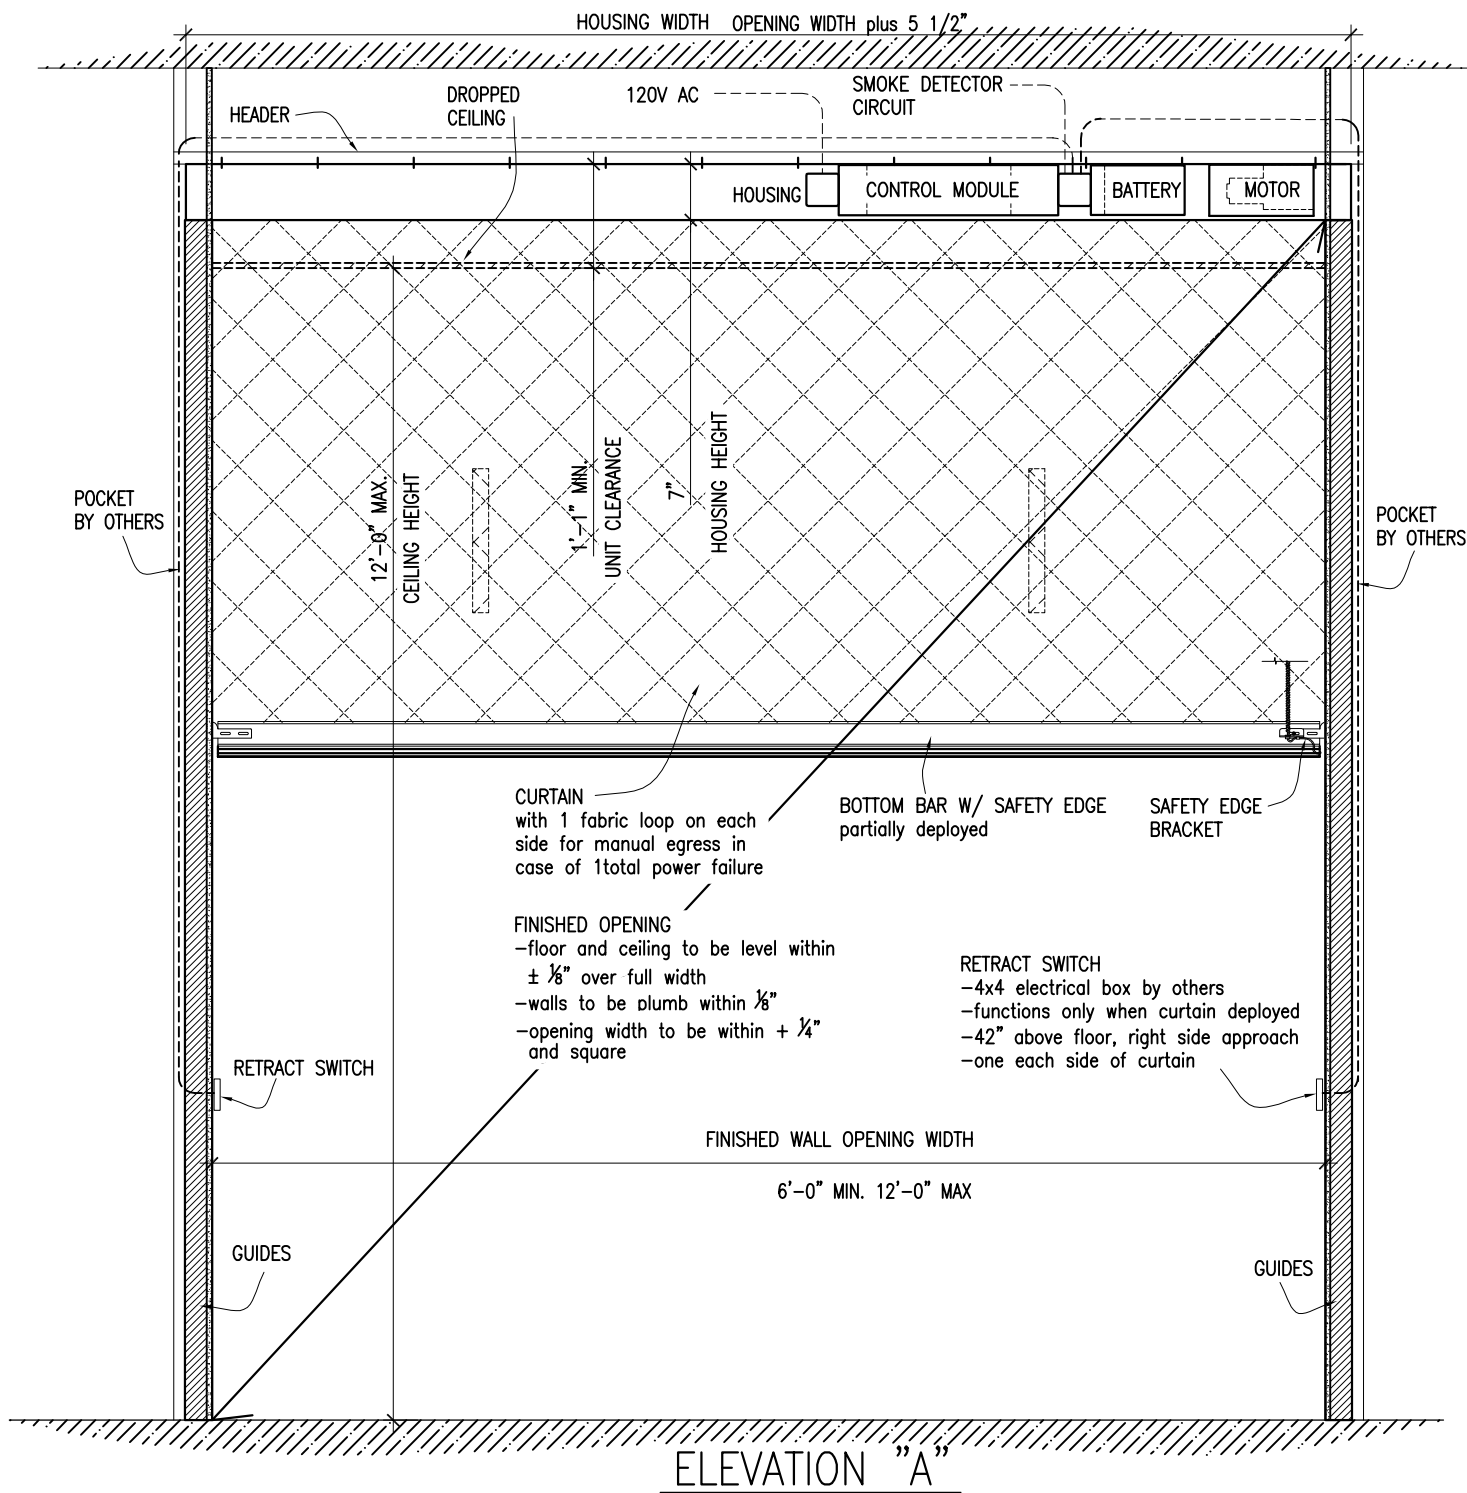 HOUSING WIDTH OPENING WIDTH plus 5 1/2"
HEADER
DROPPED
CEILING
120V AC
SMOKE DETECTOR
CIRCUIT
HOUSING
CONTROL MODULE
BATTERY
MOTOR
POCKET
BY OTHERS
12'-0" MAX.
CEILING HEIGHT
1'-1" MIN.
UNIT CLEARANCE
7"
HOUSING HEIGHT
POCKET
BY OTHERS
CURTAIN
with 1 fabric loop on each
side for manual egress in
case of 1total power failure
BOTTOM BAR W/ SAFETY EDGE
partially deployed
SAFETY EDGE
BRACKET
FINISHED OPENING
-floor and ceiling to be level within
± 1/8" over full width
-walls to be plumb within 1/8"
-opening width to be within + 1/4"
and square
RETRACT SWITCH
-4x4 electrical box by others
-functions only when curtain deployed
-42" above floor, right side approach
-one each side of curtain
RETRACT SWITCH
FINISHED WALL OPENING WIDTH
6'-0" MIN. 12'-0" MAX
GUIDES
GUIDES
ELEVATION "A"